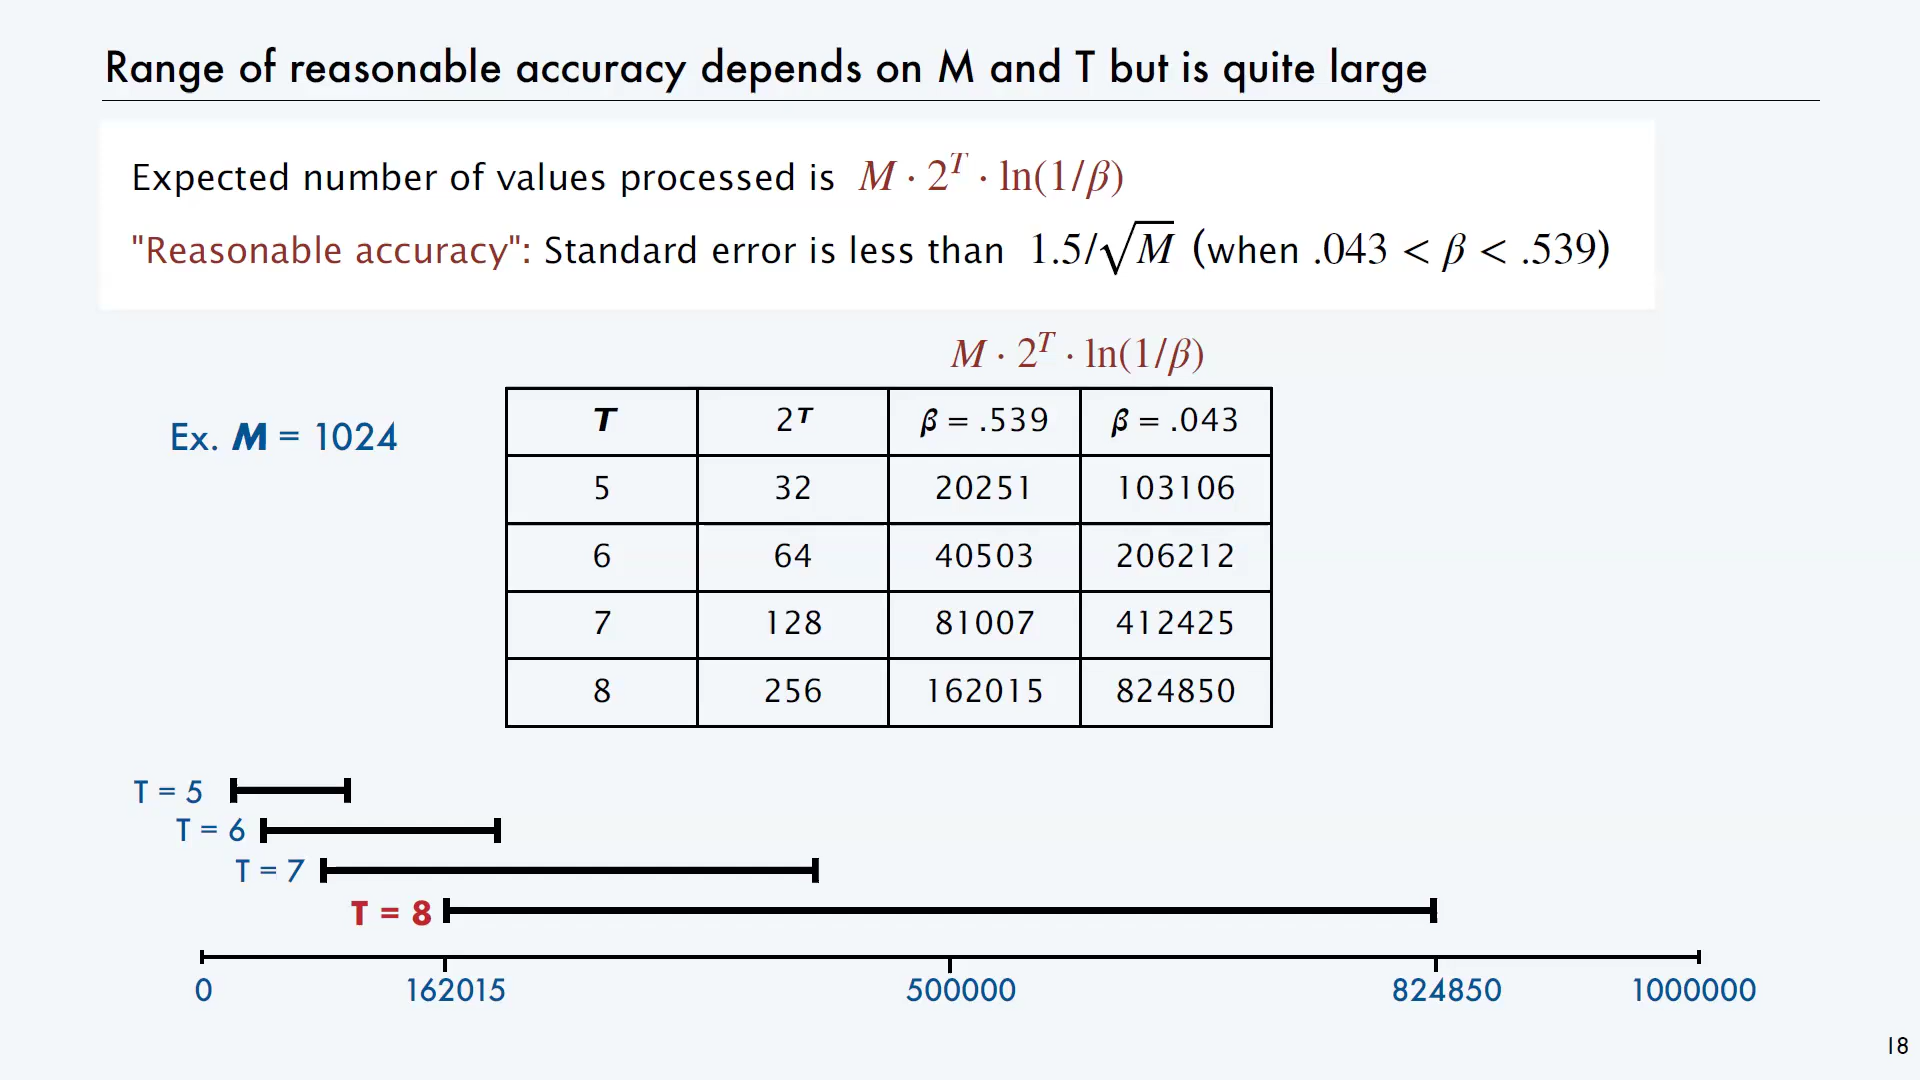 Range of reasonable accuracy depends on M and T but is quite large
Expected number of values processed is M · 2^T · ln(1/β)
"Reasonable accuracy": Standard error is less than 1.5/√M (when .043 < β < .539)
M · 2^T · ln(1/β)
Ex. M = 1024
T 2^T β = .539 β = .043
5 32 20251 103106
6 64 40503 206212
7 128 81007 412425
8 256 162015 824850
T = 5
T = 6
T = 7
T = 8
0 162015 500000 824850 1000000
18